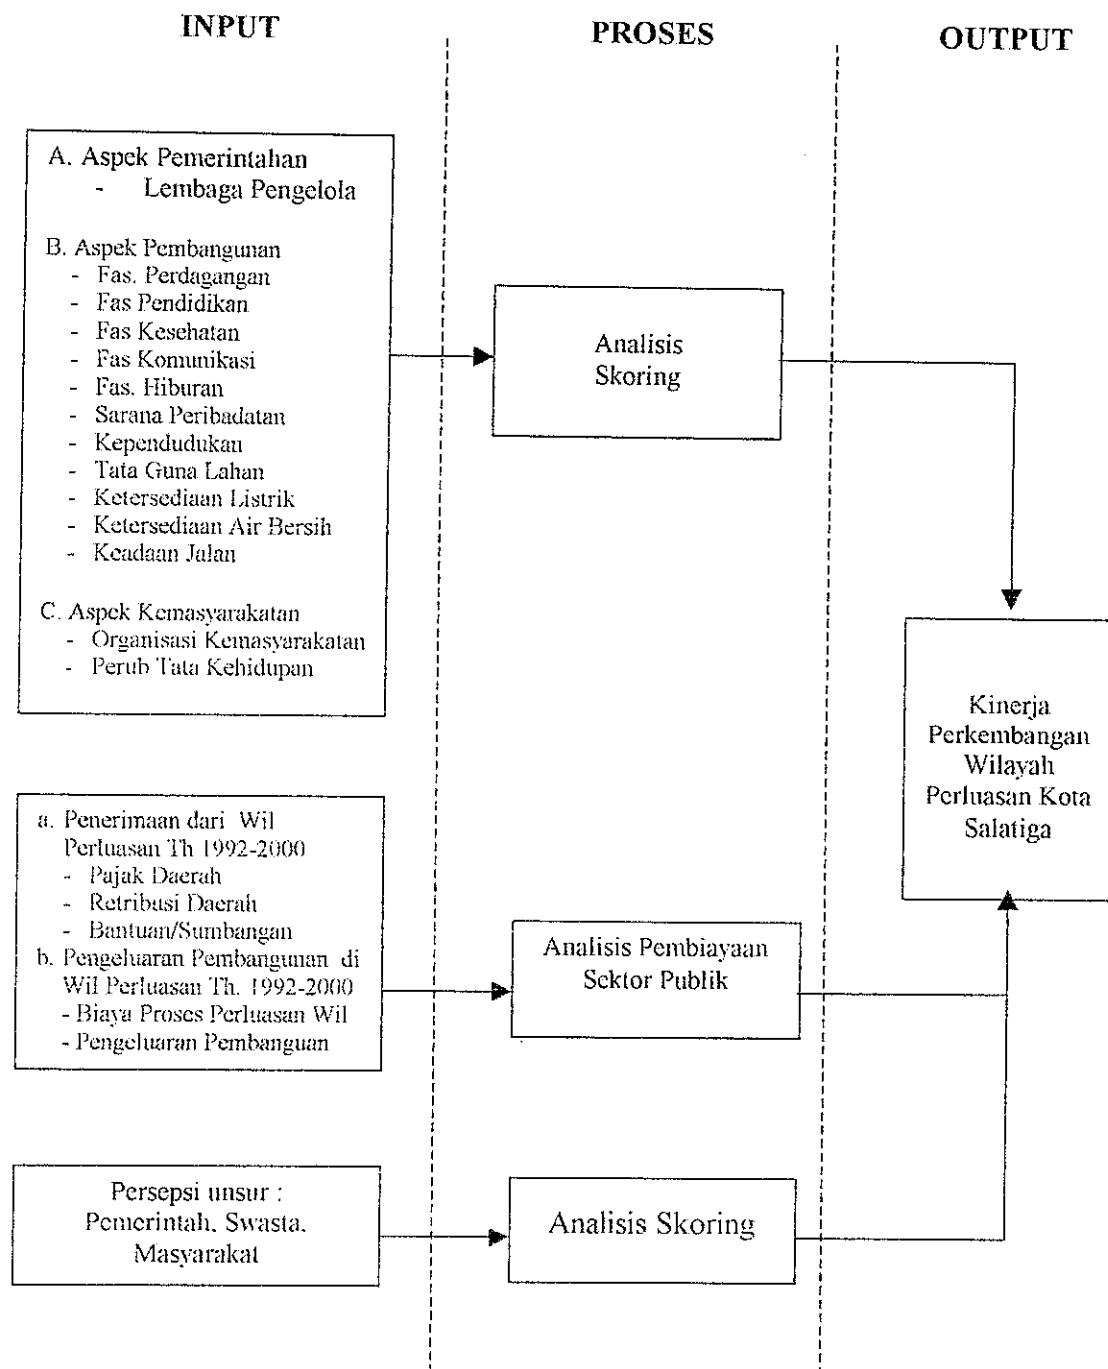 INPUT
PROSES
OUTPUT
A. Aspek Pemerintahan
- Lembaga Pengelola
B. Aspek Pembangunan
- Fas. Perdagangan
- Fas Pendidikan
- Fas Kesehatan
- Fas Komunikasi
- Fas. Hiburan
- Sarana Peribadatan
- Kependudukan
- Tata Guna Lahan
- Ketersediaan Listrik
- Ketersediaan Air Bersih
- Keadaan Jalan
C. Aspek Kemasyarakatan
- Organisasi Kemasyarakatan
- Perub Tata Kehidupan
Analisis
Skoring
Kinerja
Perkembangan
Wilayah
Perluasan Kota
Salatiga
a. Penerimaan dari Wil
Perluasan Th 1992-2000
- Pajak Daerah
- Retribusi Daerah
- Bantuan/Sumbangan
b. Pengeluaran Pembangunan di
Wil Perluasan Th. 1992-2000
- Biaya Proses Perluasan Wil
- Pengeluaran Pembanguan
Analisis Pembiayaan
Sektor Publik
Persepsi unsur :
Pemerintah, Swasta,
Masyarakat
Analisis Skoring